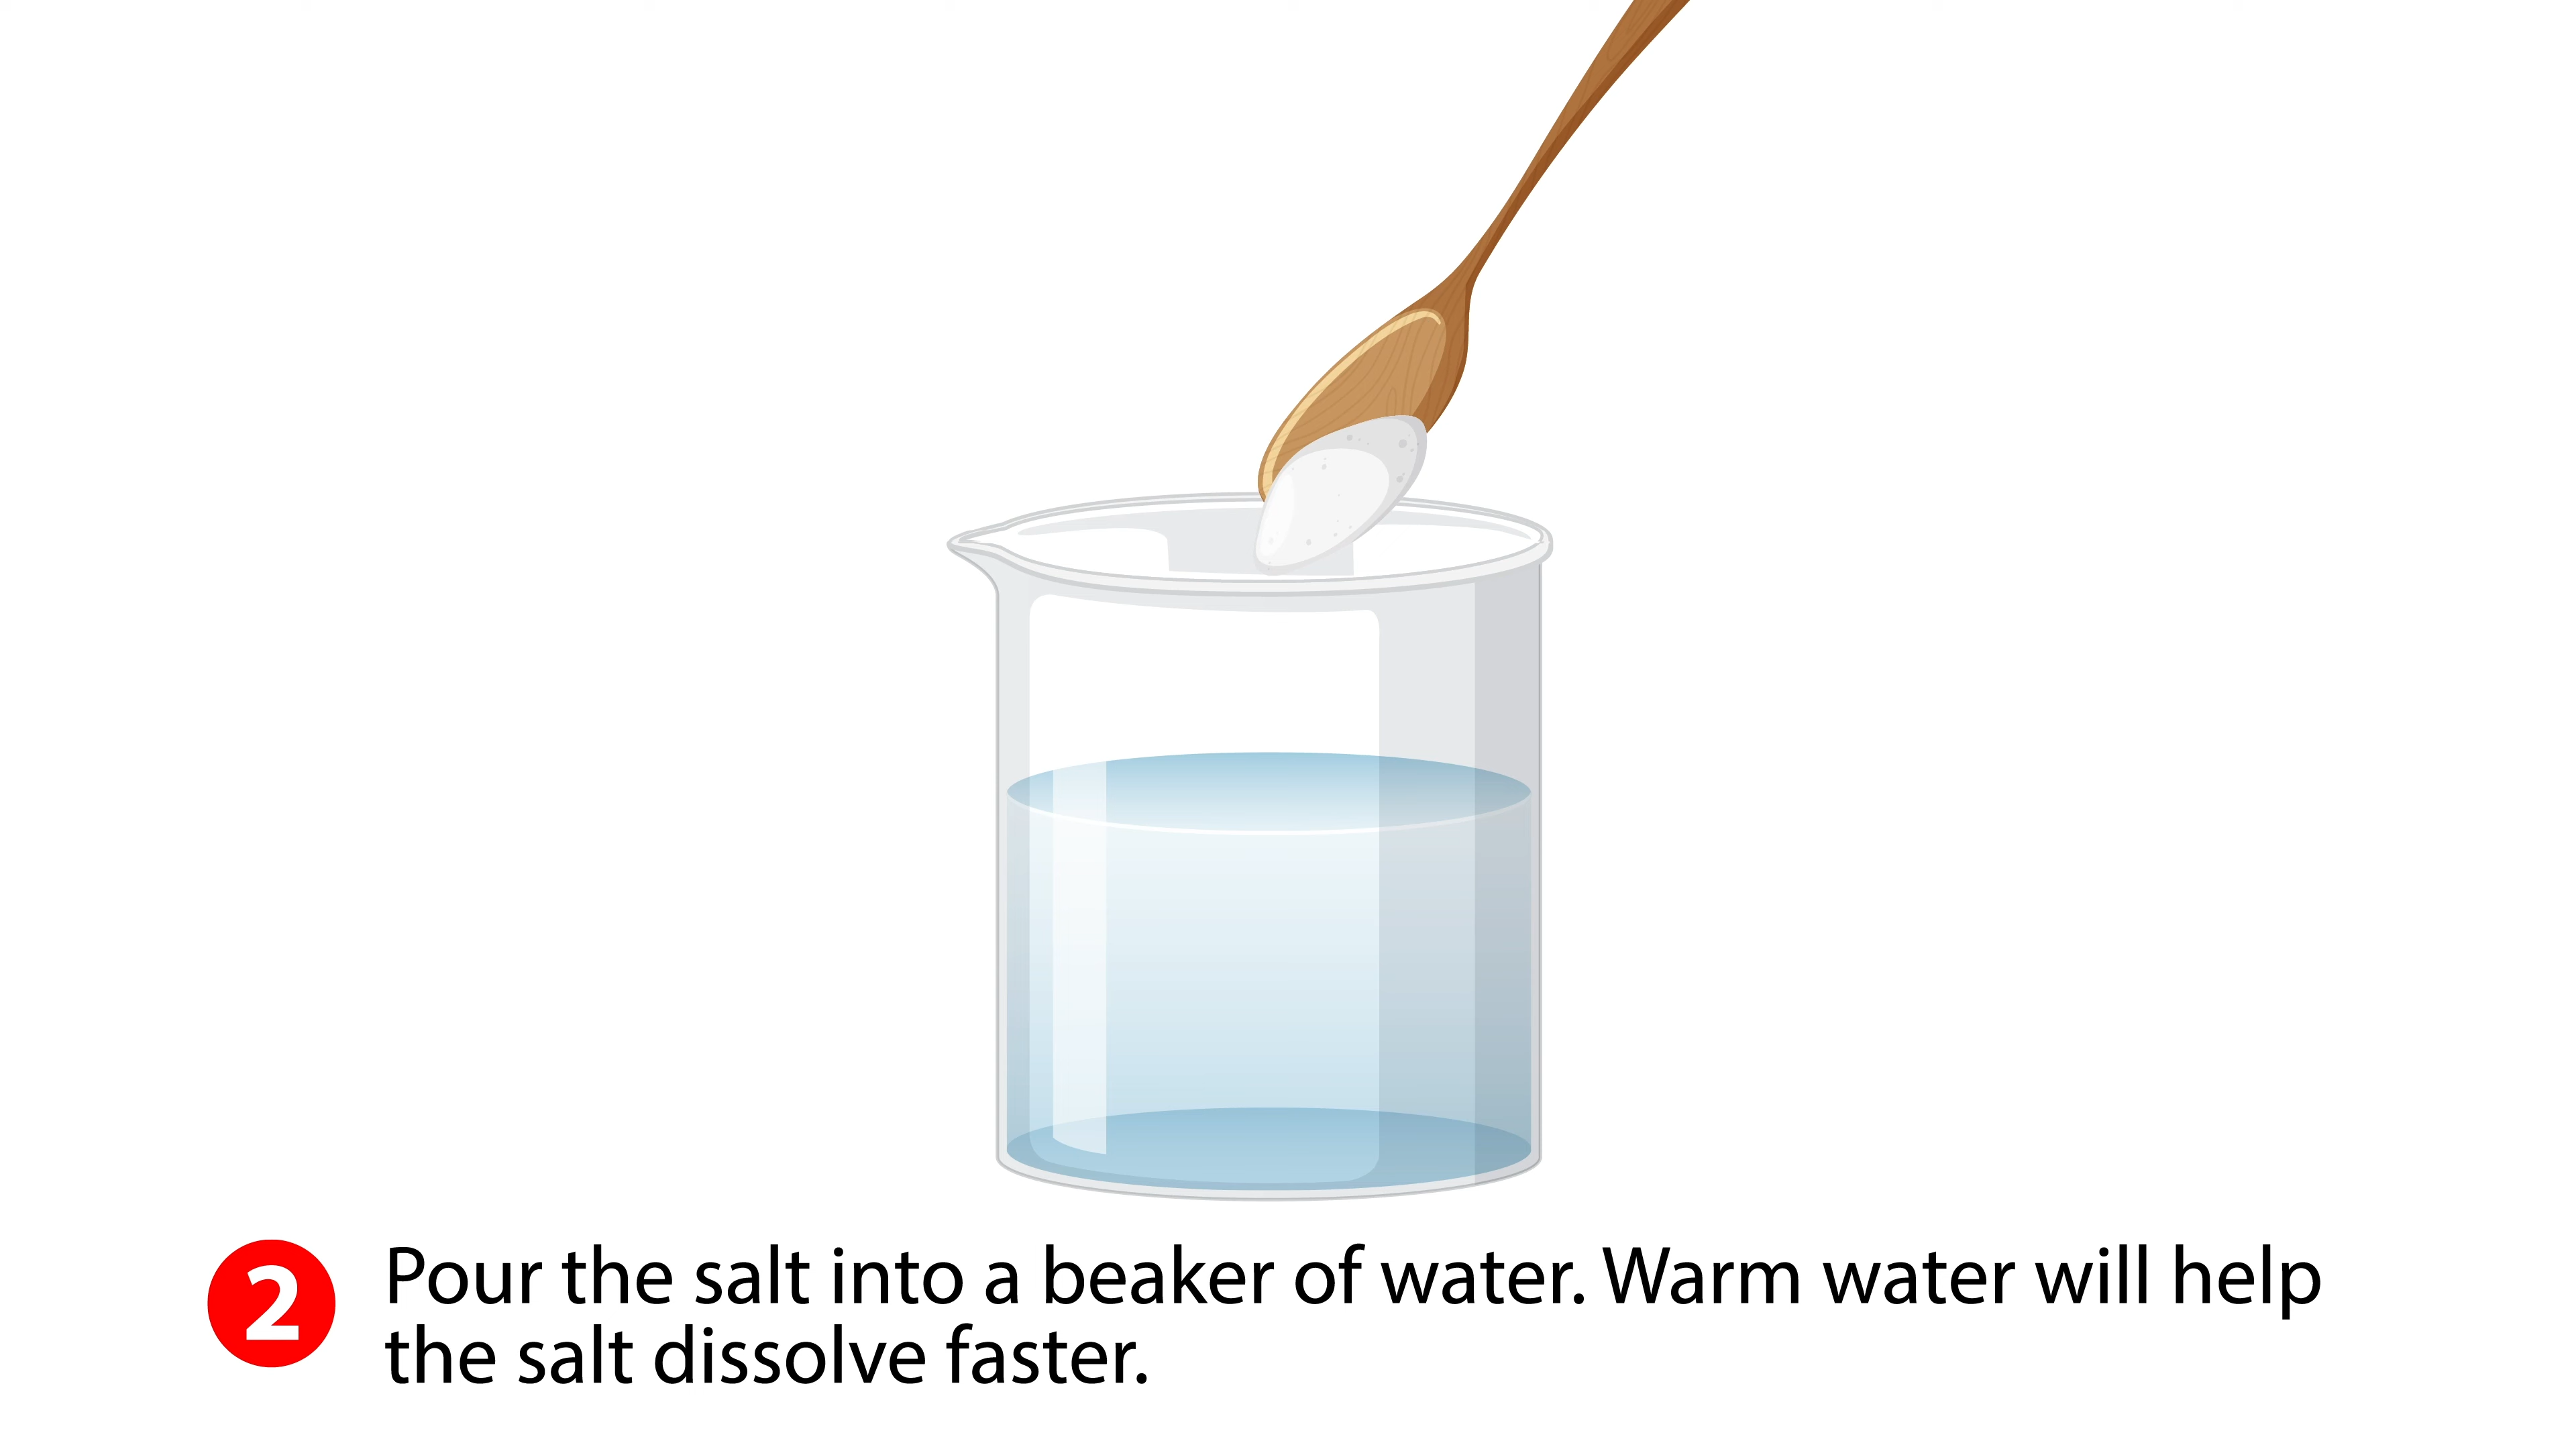 2 Pour the salt into a beaker of water. Warm water will help
the salt dissolve faster.